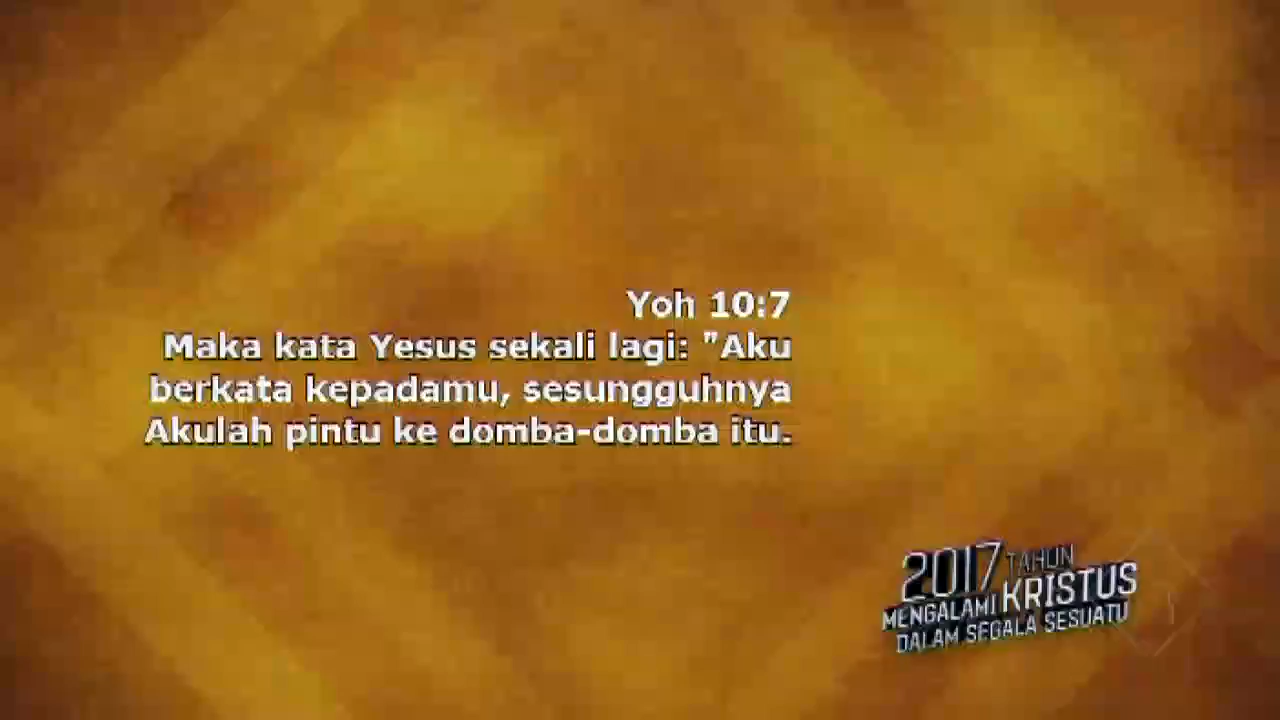 Yoh 10:7
Maka kata Yesus sekali lagi: "Aku
berkata kepadamu, sesungguhnya
Akulah pintu ke domba-domba itu.
2017 TAHUN
MENGALAMI KRISTUS
DALAM SEGALA SESUATU